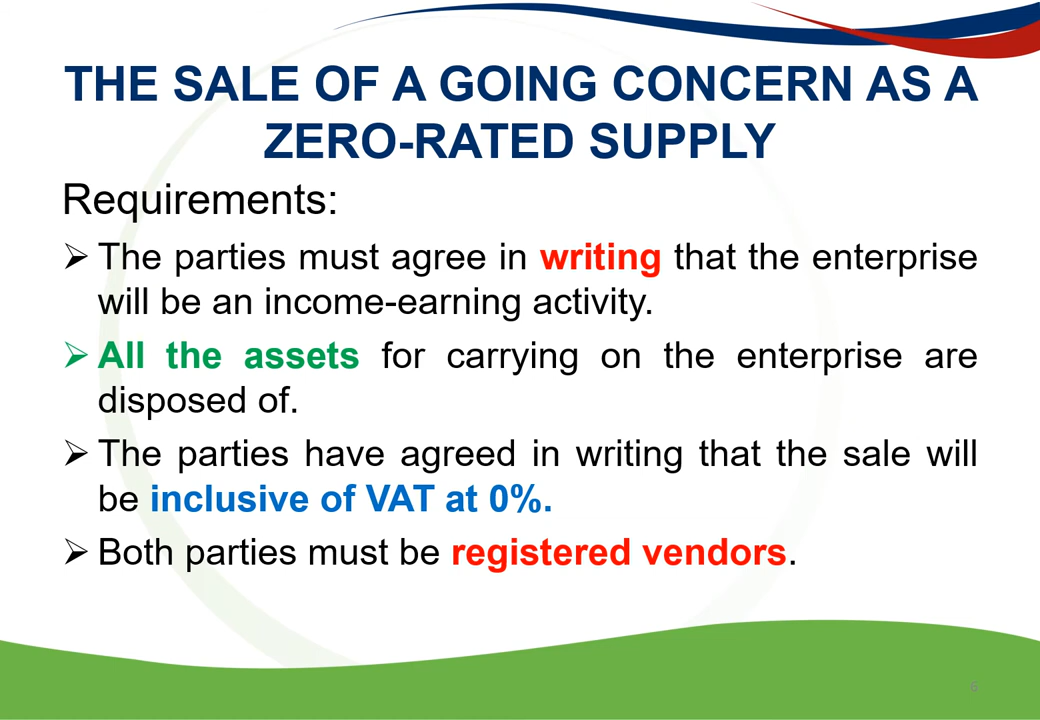 THE SALE OF A GOING CONCERN AS A
ZERO-RATED SUPPLY
Requirements:
➢ The parties must agree in writing that the enterprise
will be an income-earning activity.
➢ All the assets for carrying on the enterprise are
disposed of.
➢ The parties have agreed in writing that the sale will
be inclusive of VAT at 0%.
➢ Both parties must be registered vendors.
6